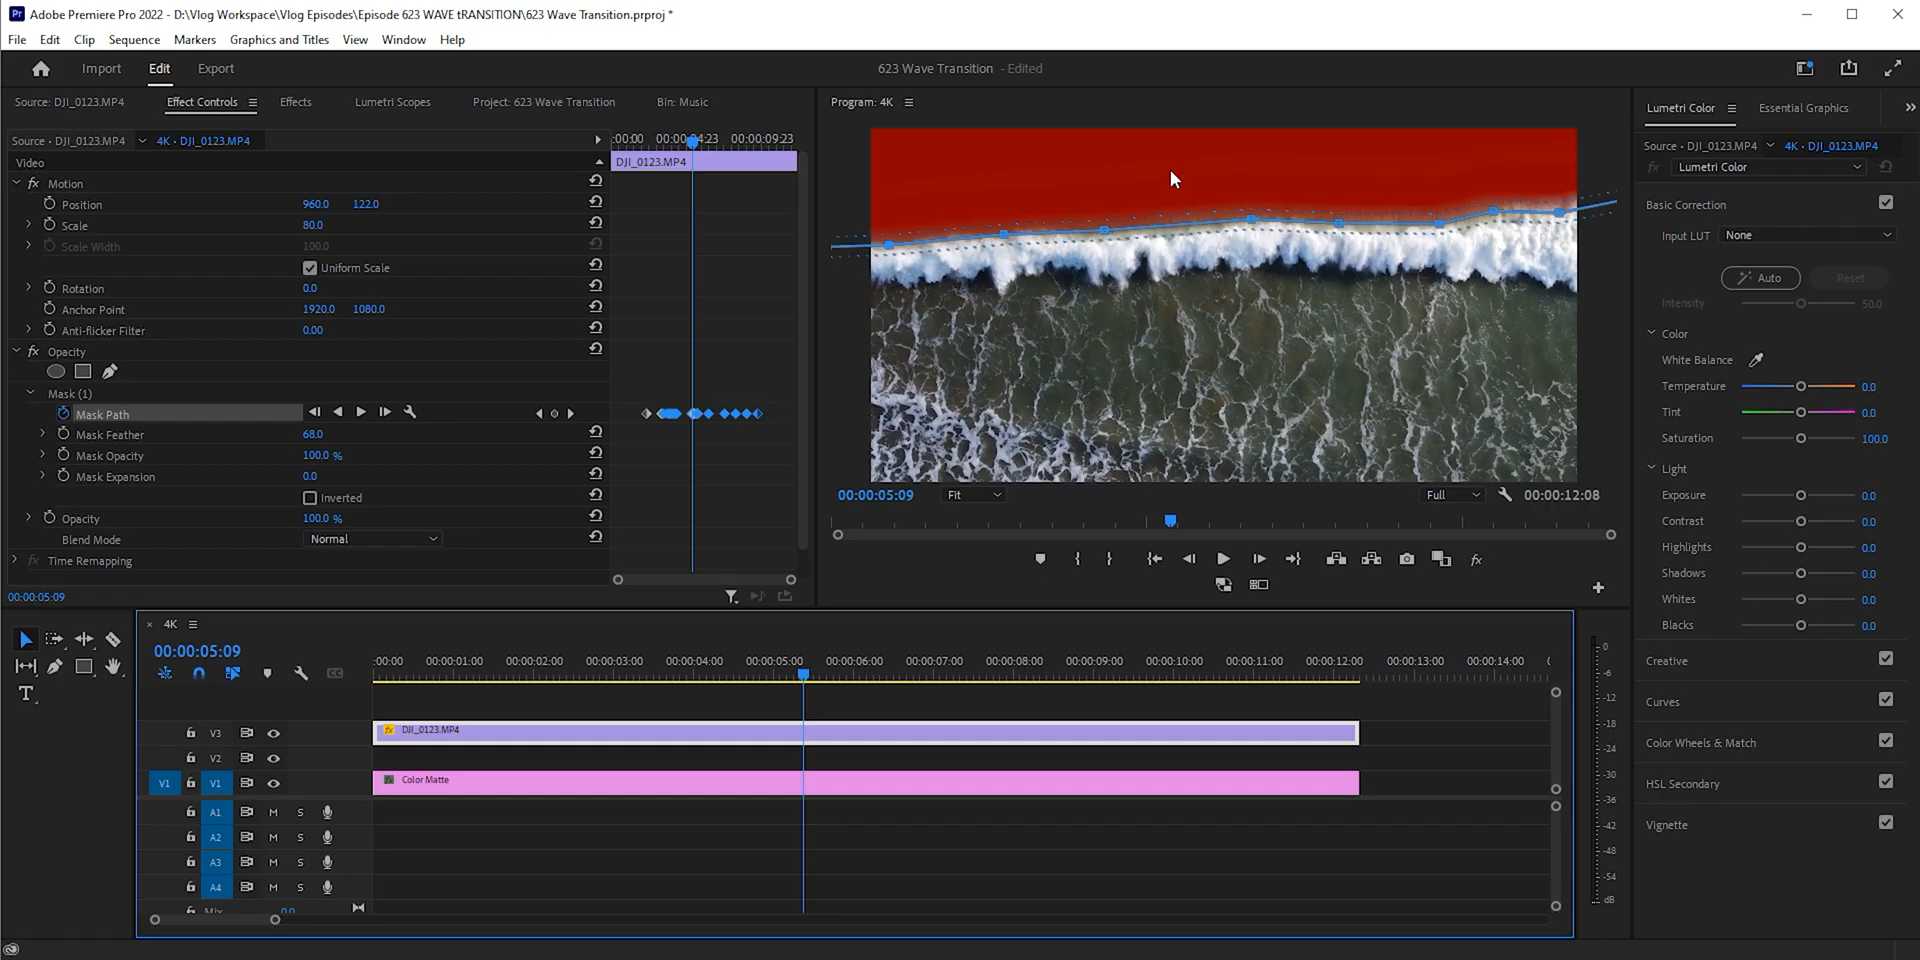 Adobe Premiere Pro 2022 - D:\Vlog Workspace\Vlog Episodes\Episode 623 WAVE tRANSITION\623 Wave Transition.prproj *
File Edit Clip Sequence Markers Graphics and Titles View Window Help
Import Edit Export
623 Wave Transition - Edited
Source: DJI_0123.MP4 Effect Controls Effects Lumetri Scopes Project: 623 Wave Transition Bin: Music
Source · DJI_0123.MP4 4K · DJI_0123.MP4
:00:00 00:00:04:23 00:00:09:23
Video
DJI_0123.MP4
fx Motion
Position 960.0 122.0
Scale 80.0
Scale Width 100.0
Uniform Scale
Rotation 0.0
Anchor Point 1920.0 1080.0
Anti-flicker Filter 0.00
fx Opacity
Mask (1)
Mask Path
Mask Feather 68.0
Mask Opacity 100.0 %
Mask Expansion 0.0
Inverted
Opacity 100.0 %
Blend Mode Normal
fx Time Remapping
00:00:05:09
Program: 4K
00:00:05:09 Fit Full 00:00:12:08
fx
Lumetri Color Essential Graphics
Source · DJI_0123.MP4 4K · DJI_0123.MP4
fx Lumetri Color
Basic Correction
Input LUT None
Auto Reset
Intensity 50.0
Color
White Balance
Temperature 0.0
Tint 0.0
Saturation 100.0
Light
Exposure 0.0
Contrast 0.0
Highlights 0.0
Shadows 0.0
Whites 0.0
Blacks 0.0
Creative
Curves
Color Wheels & Match
HSL Secondary
Vignette
× 4K
00:00:05:09
:00:00 00:00:01:00 00:00:02:00 00:00:03:00 00:00:04:00 00:00:05:00 00:00:06:00 00:00:07:00 00:00:08:00 00:00:09:00 00:00:10:00 00:00:11:00 00:00:12:00 00:00:13:00 00:00:14:00
V3 fx DJI_0123.MP4
V2
V1 V1 Color Matte
A1 M S
A2 M S
A3 M S
A4 M S
Mix 0.0
0
-6
-12
-18
-24
-30
-36
-42
-48
-54
dB